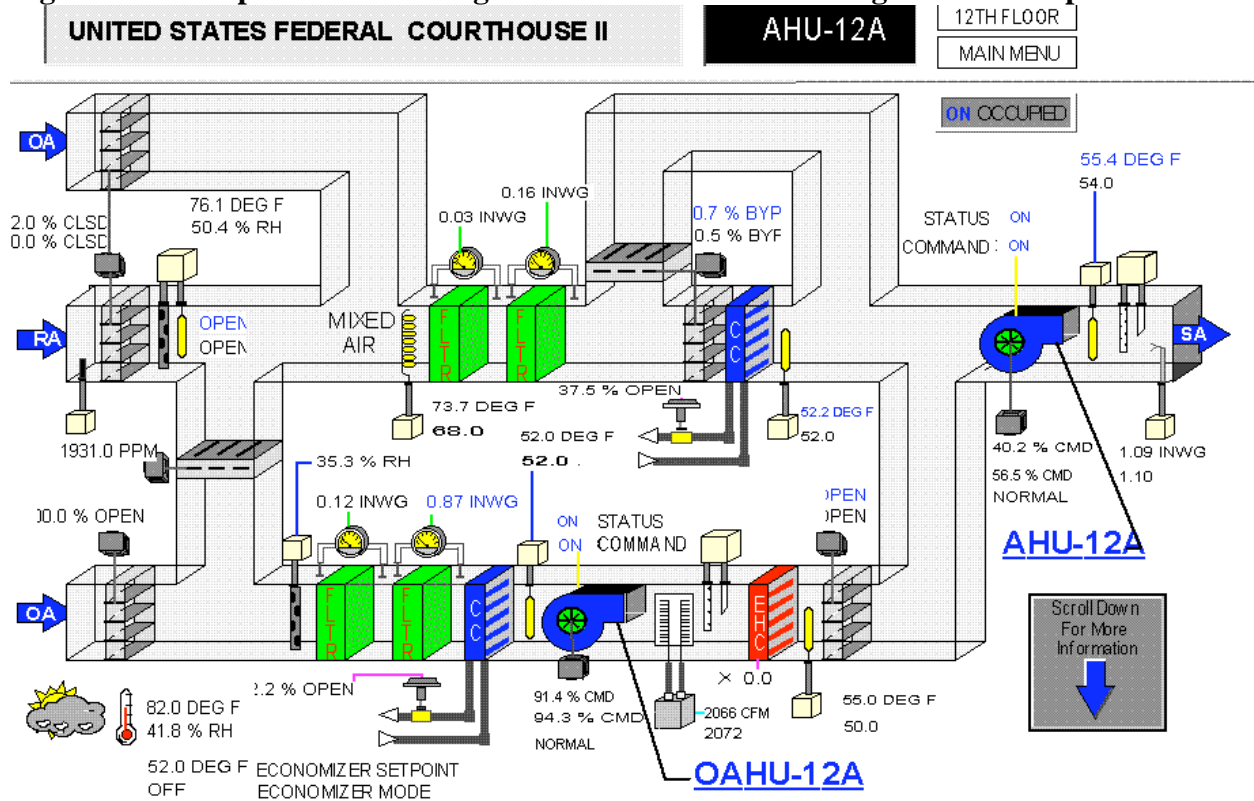 UNITED STATES FEDERAL COURTHOUSE II
AHU-12A
12TH FLOOR
MAIN MENU
ON OCCUPIED
OA
76.1 DEG F
50.4 % RH
2.0 % CLSD
0.0 % CLSD
0.03 INWG
0.16 INWG
0.7 % BYP
0.5 % BYF
55.4 DEG F
54.0
STATUS ON
COMMAND : ON
RA
OPEN
OPEN
MIXED
AIR
FLTR
FLTR
CC
SA
37.5 % OPEN
73.7 DEG F
68.0
52.2 DEG F
52.0
1931.0 PPM
52.0 DEG F
52.0 .
40.2 % CMD
56.5 % CMD
NORMAL
1.09 INWG
1.10
35.3 % RH
0.12 INWG
0.87 INWG
ON STATUS
ON COMMAND
PEN
PEN
00.0 % OPEN
AHU-12A
OA
FLTR
FLTR
CC
EHC
Scroll Down
For More
Information
× 0.0
2.2 % OPEN
82.0 DEG F
41.8 % RH
91.4 % CMD
94.3 % CMD
NORMAL
2066 CFM
2072
55.0 DEG F
50.0
52.0 DEG F ECONOMIZER SETPOINT
OFF ECONOMIZER MODE
OAHU-12A